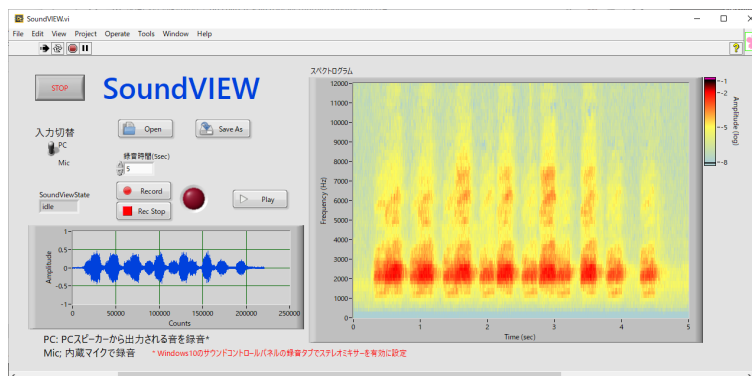 SoundVIEW.vi
File Edit View Project Operate Tools Window Help
STOP
SoundVIEW
入力切替
PC
Mic
Open
Save As
録音時間(5sec)
5
SoundViewState
idle
Record
Rec Stop
Play
Amplitude
1
0.5
0
-0.5
-1
0 50000 100000 150000 200000 250000
Counts
スペクトログラム
Frequency (Hz)
12000
11000
10000
9000
8000
7000
6000
5000
4000
3000
2000
1000
0
0 1 2 3 4 5
Time (sec)
-1
-2
-5
-8
Amplitude (log)
PC: PCスピーカーから出力される音を録音*
Mic; 内蔵マイクで録音 * Windows10のサウンドコントロールパネルの録音タブでステレオミキサーを有効に設定